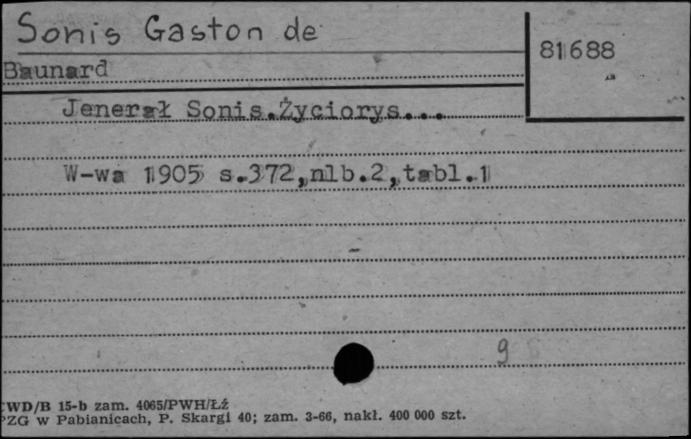 Sonis Gaston de
81688
Baunard
Jenerał Sonis.Życiorys...
W-wa 1905 s.372,nlb.2,tabl.1
9
WD/B 15-b zam. 4065/PWH/Łź
PZG w Pabianicach, P. Skargi 40; zam. 3-66, nakł. 400 000 szt.